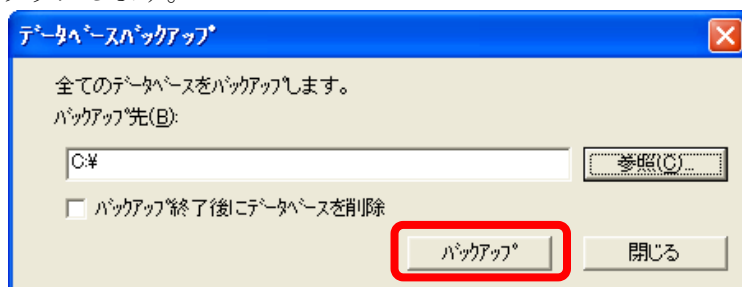 ﾃﾞｰﾀﾍﾞｰｽﾊﾞｯｸｱｯﾌﾟ
全てのﾃﾞｰﾀﾍﾞｰｽをﾊﾞｯｸｱｯﾌﾟします。
ﾊﾞｯｸｱｯﾌﾟ先(B):
C:¥
参照(C)...
ﾊﾞｯｸｱｯﾌﾟ終了後にﾃﾞｰﾀﾍﾞｰｽを削除
ﾊﾞｯｸｱｯﾌﾟ
閉じる